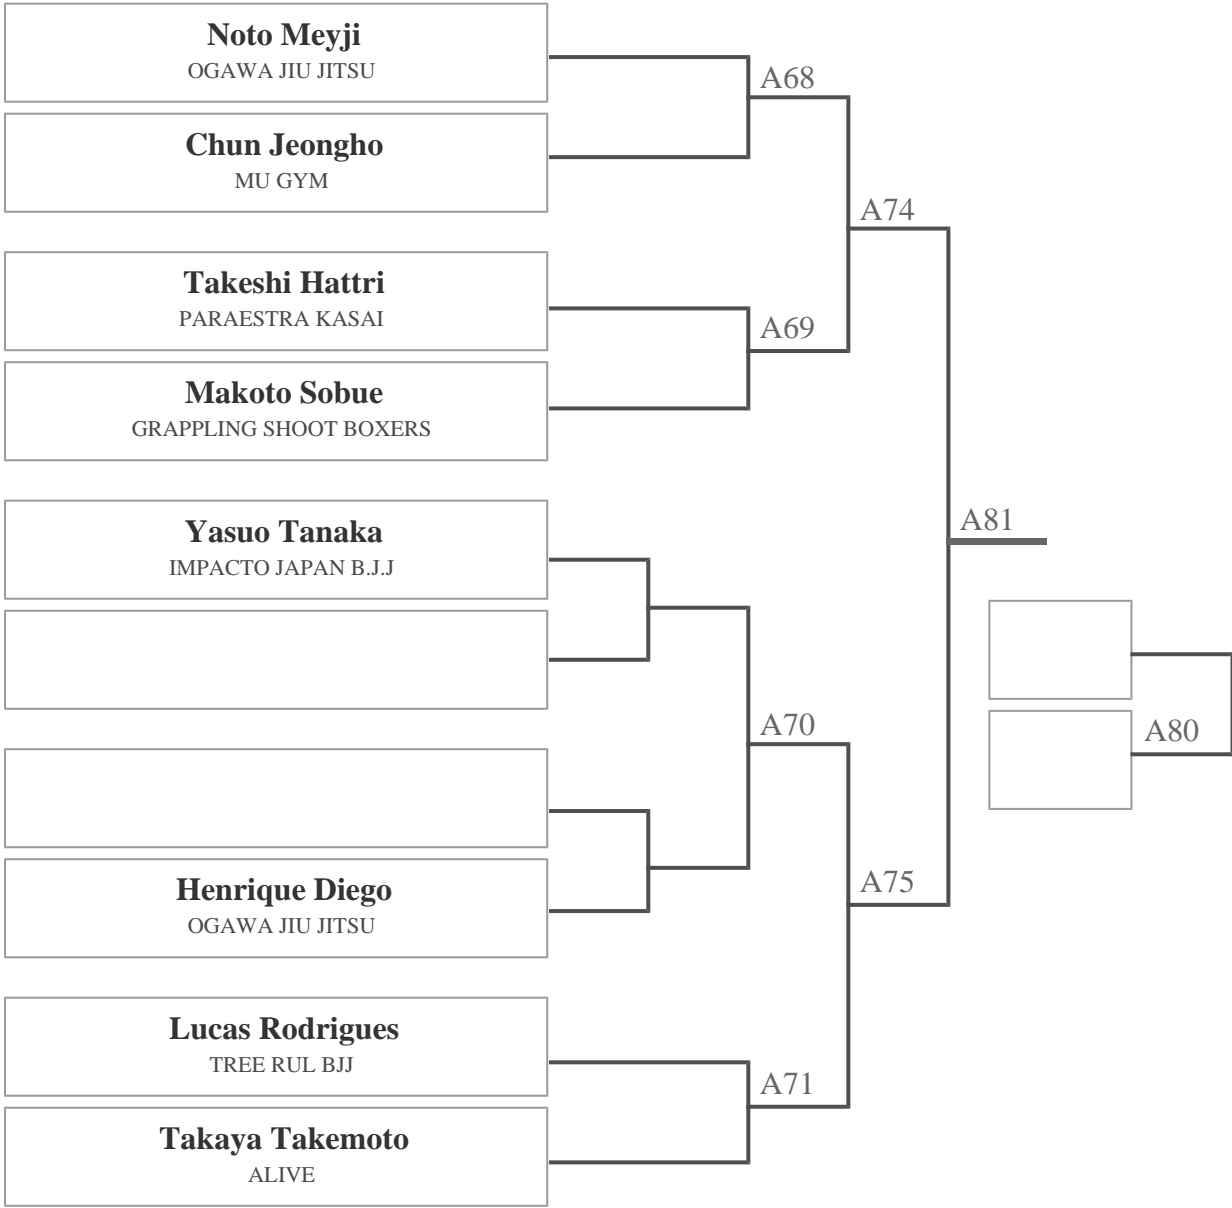 Noto Meyji
OGAWA JIU JITSU
A68
Chun Jeongho
MU GYM
A74
Takeshi Hattri
PARAESTRA KASAI
A69
Makoto Sobue
GRAPPLING SHOOT BOXERS
Yasuo Tanaka
IMPACTO JAPAN B.J.J
A81
A70
A80
Henrique Diego
OGAWA JIU JITSU
A75
Lucas Rodrigues
TREE RUL BJJ
A71
Takaya Takemoto
ALIVE